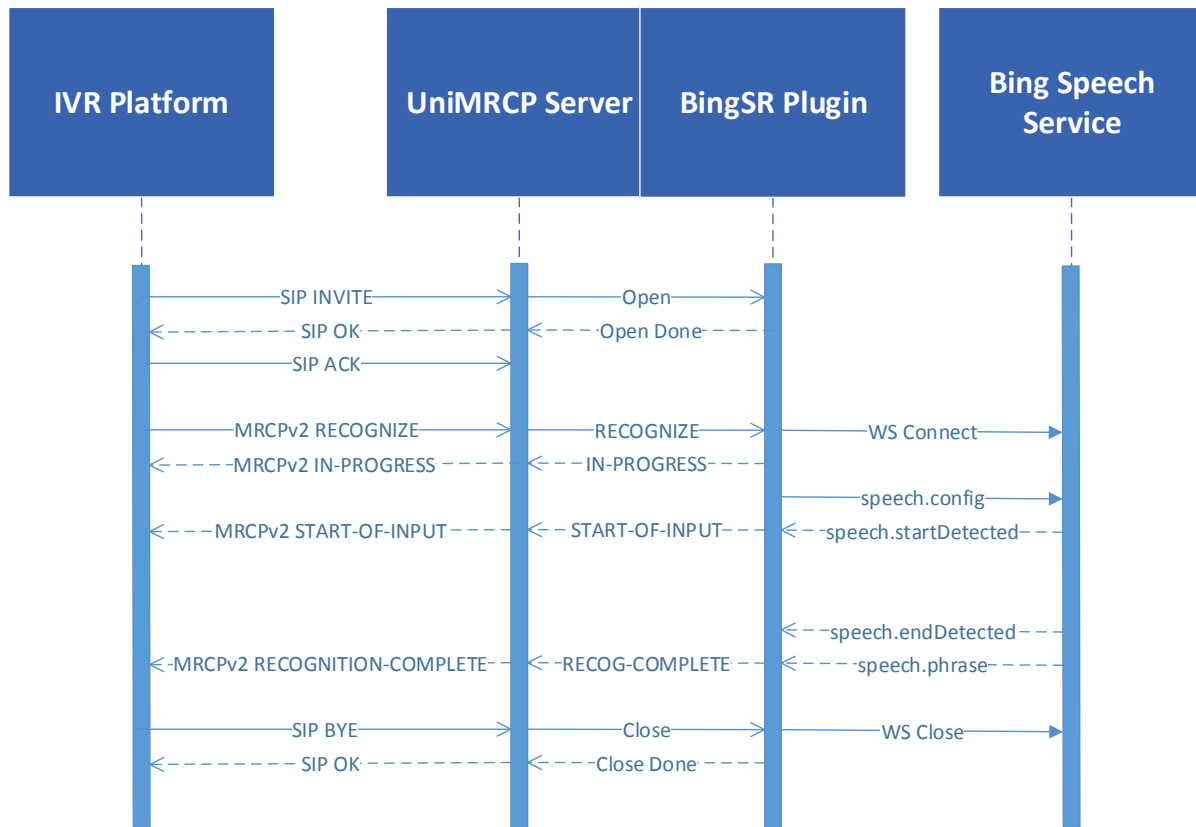 IVR Platform
UniMRCP Server
BingSR Plugin
Bing Speech
Service
SIP INVITE
Open
SIP OK
Open Done
SIP ACK
MRCPv2 RECOGNIZE
RECOGNIZE
WS Connect
MRCPv2 IN-PROGRESS
IN-PROGRESS
speech.config
MRCPv2 START-OF-INPUT
START-OF-INPUT
speech.startDetected
speech.endDetected
MRCPv2 RECOGNITION-COMPLETE
RECOG-COMPLETE
speech.phrase
SIP BYE
Close
WS Close
SIP OK
Close Done